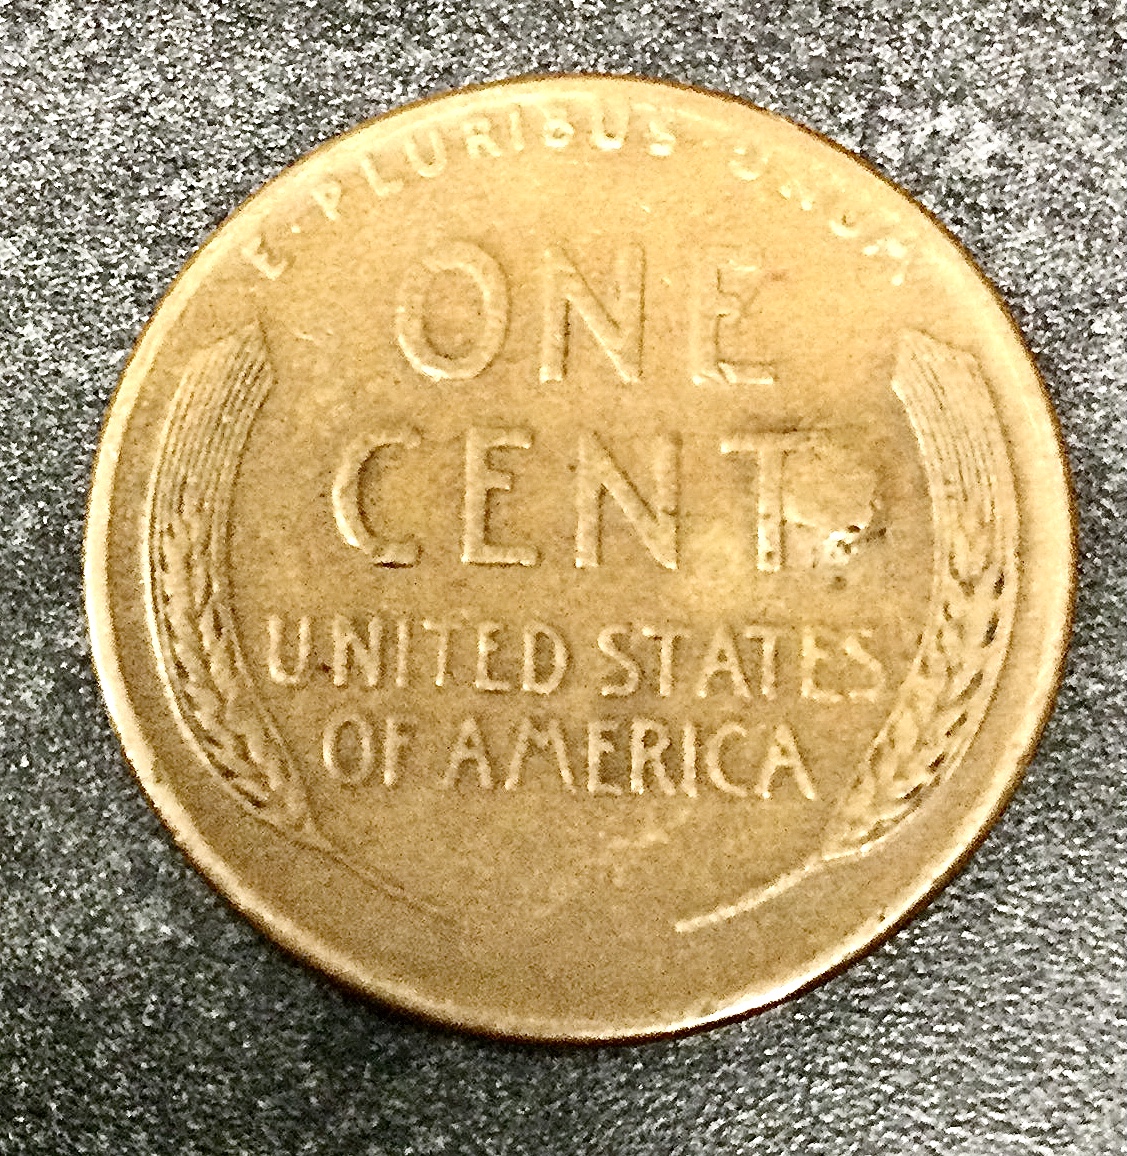 E·PLURIBUS·UNUM
ONE
CENT
UNITED STATES
OF AMERICA